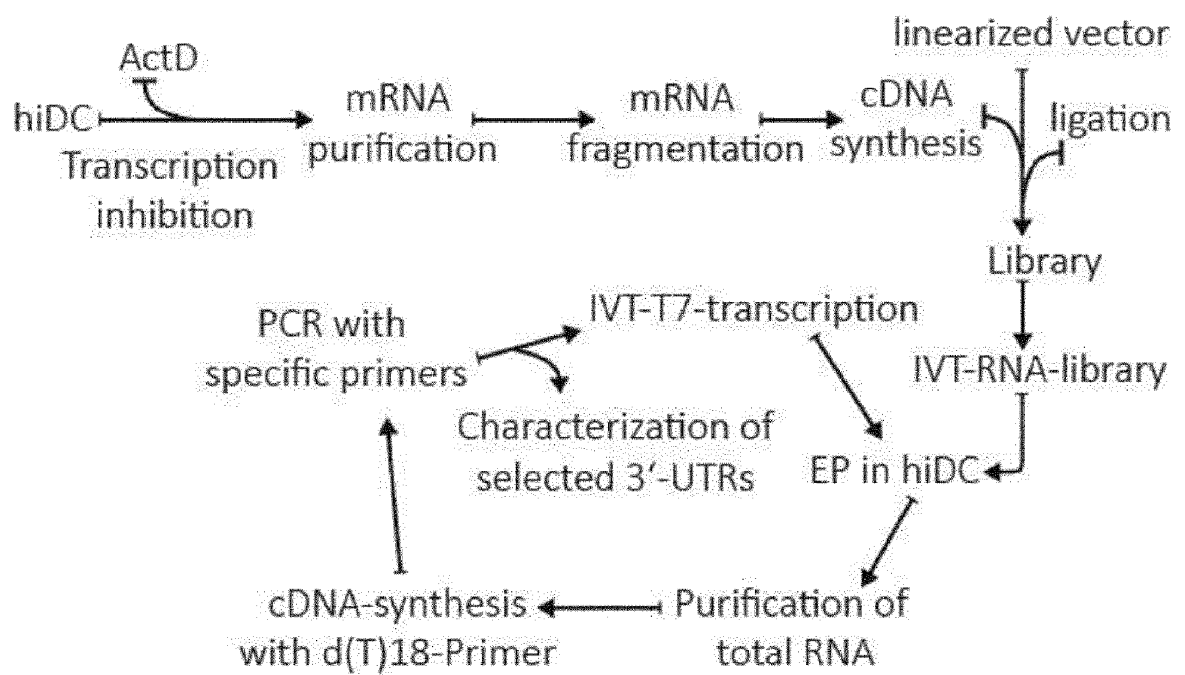 linearized vector
ActD
hiDC
mRNA
purification
mRNA
fragmentation
cDNA
synthesis
ligation
Transcription
inhibition
Library
IVT-T7-transcription
PCR with
specific primers
IVT-RNA-library
Characterization of
selected 3‘-UTRs
EP in hiDC
cDNA-synthesis
with d(T)18-Primer
Purification of
total RNA